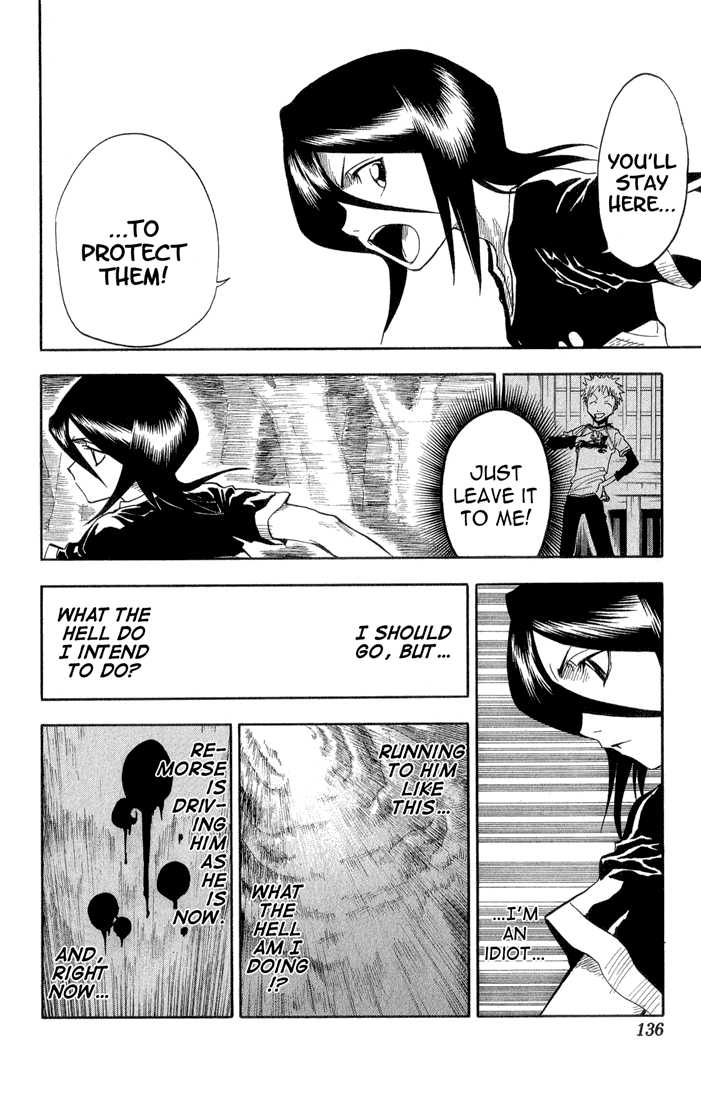 YOU'LL
STAY
HERE...
...TO
PROTECT
THEM!
JUST
LEAVE IT
TO ME!
...I'M
AN
IDIOT...
I SHOULD
GO, BUT...
WHAT THE
HELL DO
I INTEND
TO DO?
RUNNING
TO HIM
LIKE
THIS...
WHAT
THE
HELL
AM I
DOING
!?
RE-
MORSE
IS
DRIV-
ING
HIM
AS
HE
IS
NOW!
AND,
RIGHT
NOW...
136